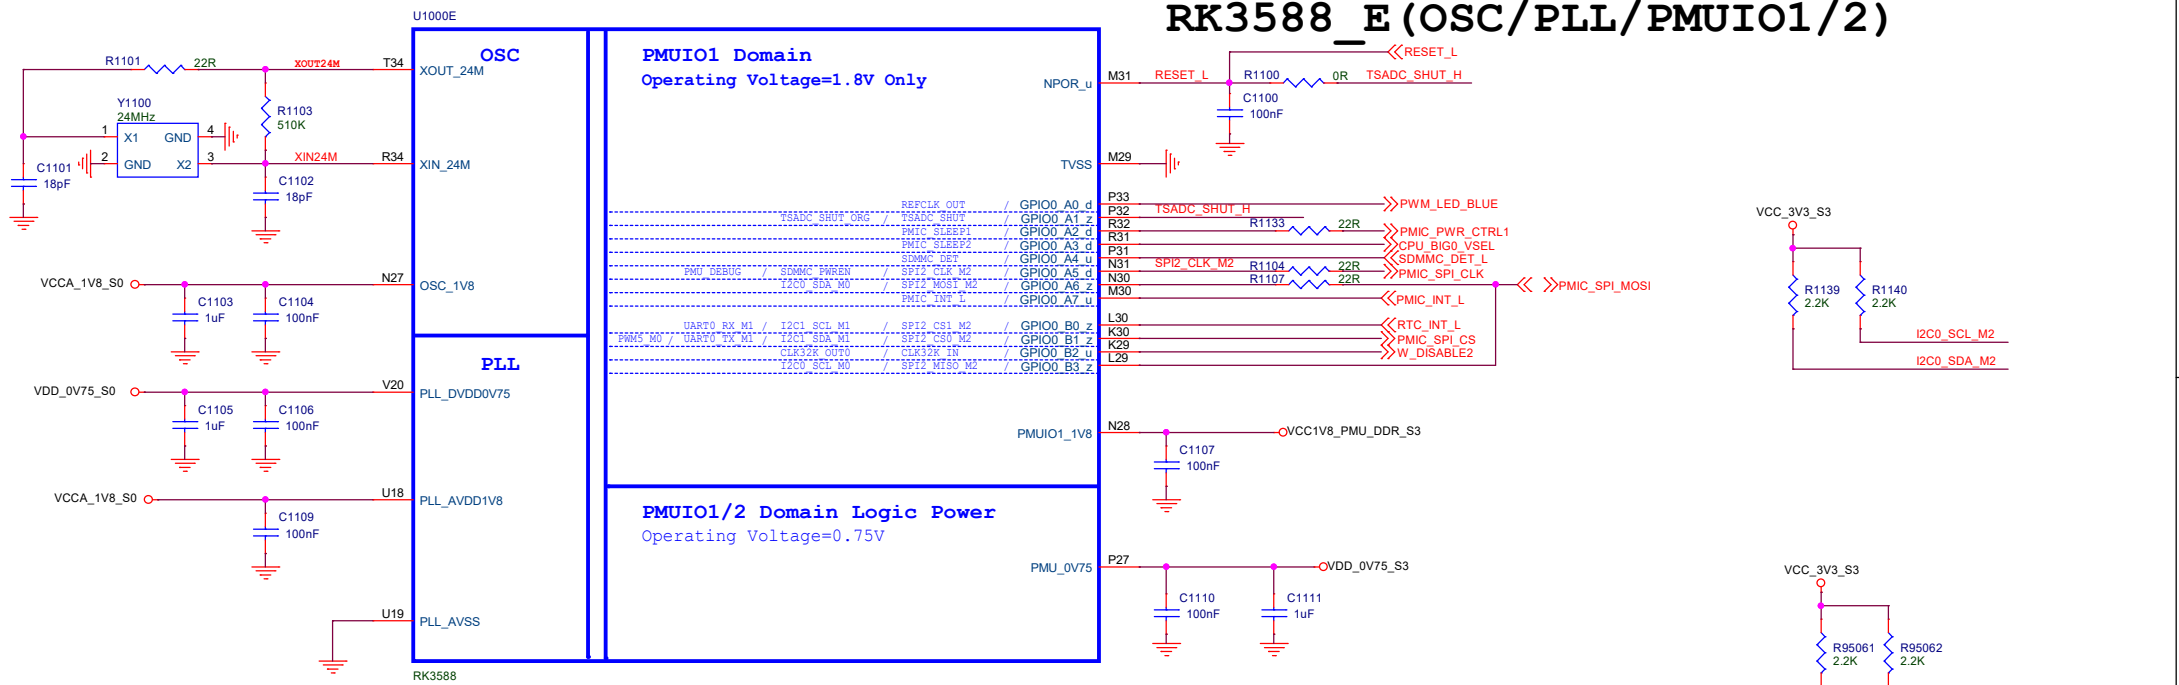 RK3588_E(OSC/PLL/PMUIO1/2)
U1000E
OSC
PMUIO1 Domain
Operating Voltage=1.8V Only
R1101 22R XOUT24M T34 XOUT_24M
R1103
510K
Y1100
24MHz
1 X1 GND 4
2 GND X2 3 XIN24M R34 XIN_24M
C1101
18pF
C1102
18pF
VCCA_1V8_S0 N27 OSC_1V8
C1103
1uF
C1104
100nF
PLL
VDD_0V75_S0 V20 PLL_DVDD0V75
C1105
1uF
C1106
100nF
VCCA_1V8_S0 U18 PLL_AVDD1V8
C1109
100nF
U19 PLL_AVSS
RK3588
RESET_L
NPOR_u M31 RESET_L R1100 0R TSADC_SHUT_H
C1100
100nF
TVSS M29
REFCLK_OUT / GPIO0_A0_d P33 PWM_LED_BLUE
TSADC_SHUT_ORG / TSADC_SHUT / GPIO0_A1_z P32 TSADC_SHUT_H
PMIC_SLEEP1 / GPIO0_A2_d R32 R1133 22R PMIC_PWR_CTRL1
PMIC_SLEEP2 / GPIO0_A3_d R31 CPU_BIG0_VSEL
SDMMC_DET / GPIO0_A4_u P31 SDMMC_DET_L
PMU_DEBUG / SDMMC_PWREN / SPI2_CLK_M2 / GPIO0_A5_d N31 SPI2_CLK_M2 R1104 22R PMIC_SPI_CLK
I2C0_SDA_M0 / SPI2_MOSI_M2 / GPIO0_A6_z N30 R1107 22R PMIC_SPI_MOSI
PMIC_INT_L / GPIO0_A7_u M30 PMIC_INT_L
UART0_RX_M1 / I2C1_SCL_M1 / SPI2_CS1_M2 / GPIO0_B0_z L30 RTC_INT_L
PWM5_M0 / UART0_TX_M1 / I2C1_SDA_M1 / SPI2_CS0_M2 / GPIO0_B1_z K30 PMIC_SPI_CS
CLK32K_OUT0 / CLK32K_IN / GPIO0_B2_u K29 W_DISABLE2
I2C0_SCL_M0 / SPI2_MISO_M2 / GPIO0_B3_z L29
PMUIO1_1V8 N28 VCC1V8_PMU_DDR_S3
C1107
100nF
PMUIO1/2 Domain Logic Power
Operating Voltage=0.75V
PMU_0V75 P27 VDD_0V75_S3
C1110
100nF
C1111
1uF
VCC_3V3_S3
R1139
2.2K
R1140
2.2K
I2C0_SCL_M2
I2C0_SDA_M2
VCC_3V3_S3
R95061
2.2K
R95062
2.2K